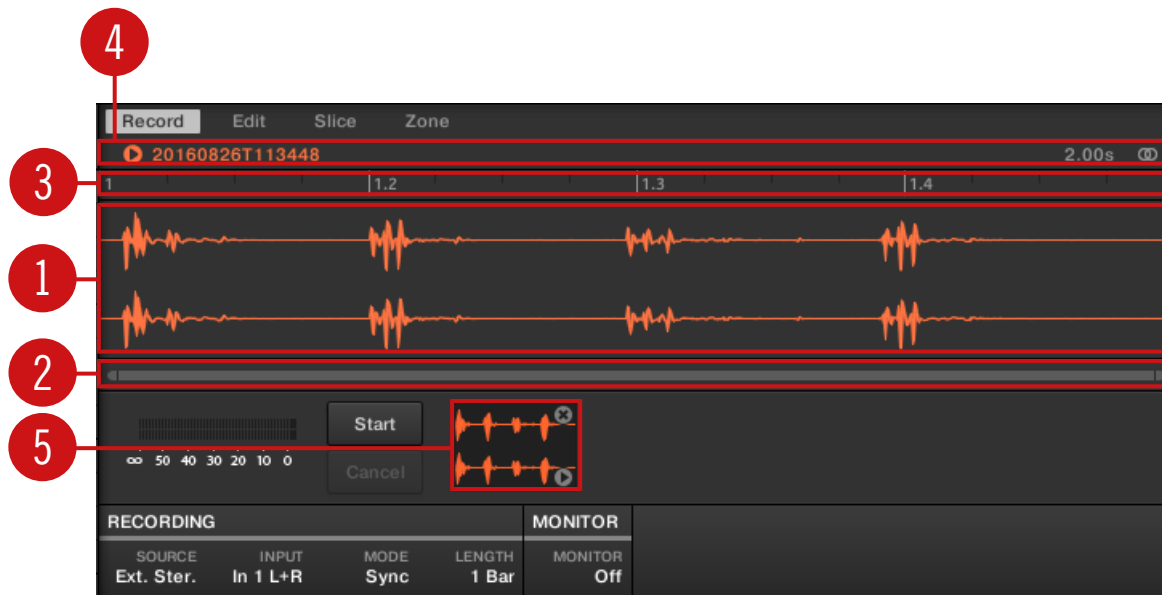 4
Record Edit Slice Zone
20160826T113448 2.00s
3
1 1.2 1.3 1.4
1
2
5
Start
∞ 50 40 30 20 10 0
Cancel
RECORDING MONITOR
SOURCE INPUT MODE LENGTH MONITOR
Ext. Ster. In 1 L+R Sync 1 Bar Off